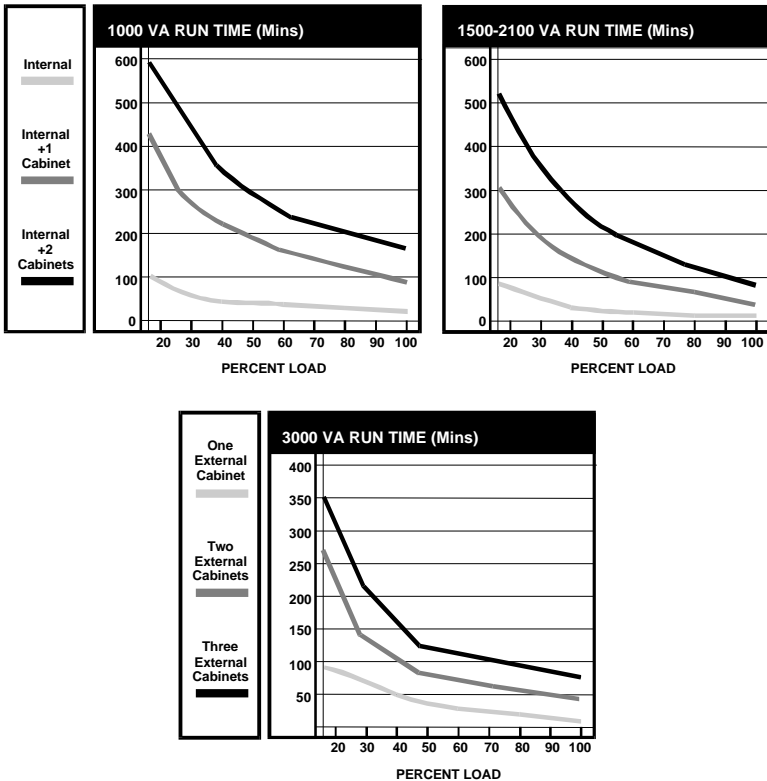 Internal
Internal
+1
Cabinet
Internal
+2
Cabinets
1000 VA RUN TIME (Mins)
600
500
400
300
200
100
0
20 30 40 50 60 70 80 90 100
PERCENT LOAD
1500-2100 VA RUN TIME (Mins)
600
500
400
300
200
100
0
20 30 40 50 60 70 80 90 100
PERCENT LOAD
One
External
Cabinet
Two
External
Cabinets
Three
External
Cabinets
3000 VA RUN TIME (Mins)
400
350
300
250
200
150
100
50
20 30 40 50 60 70 80 90 100
PERCENT LOAD